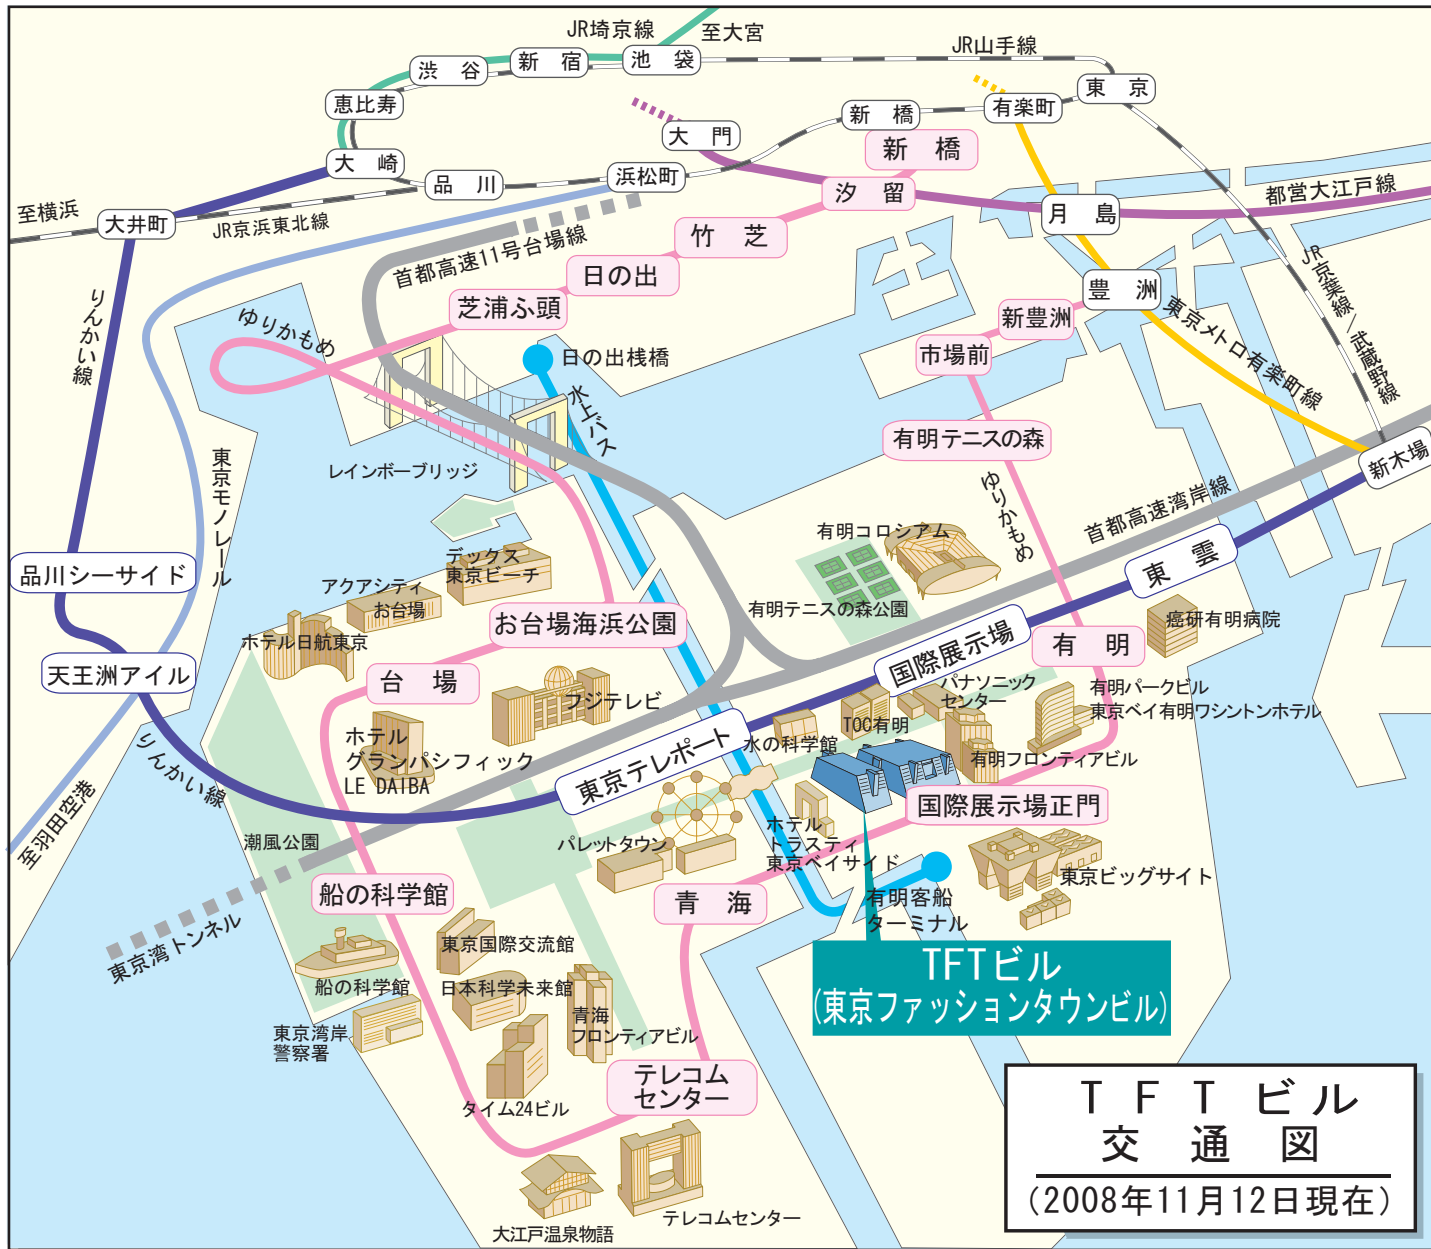 JR埼京線
至大宮
渋谷
新宿
池袋
JR山手線
恵比寿
東京
有楽町
新橋
大門
新橋
大崎
品川
浜松町
汐留
都営大江戸線
至横浜
大井町
JR京浜東北線
月島
竹芝
首都高速11号台場線
日の出
芝浦ふ頭
豊洲
新豊洲
市場前
JR京葉線/武蔵野線
東京メトロ有楽町線
りんかい線
ゆりかもめ
日の出桟橋
水上バス
レインボーブリッジ
有明テニスの森
ゆりかもめ
新木場
首都高速湾岸線
東京モノレール
有明コロシアム
有明テニスの森公園
東雲
品川シーサイド
デックス
東京ビーチ
アクアシティ
お台場
ホテル日航東京
お台場海浜公園
国際展示場
有明
癌研有明病院
天王洲アイル
台場
フジテレビ
パナソニック
センター
有明パークビル
東京ベイ有明ワシントンホテル
りんかい線
ホテル
グランパシフィック
LE DAIBA
東京テレポート
水の科学館
TOC有明
有明フロンティアビル
至羽田空港
潮風公園
パレットタウン
ホテル
トラスティ
東京ベイサイド
国際展示場正門
東京ビッグサイト
船の科学館
青海
有明客船
ターミナル
東京湾トンネル
東京国際交流館
船の科学館
日本科学未来館
青海
フロンティアビル
東京湾岸
警察署
タイム24ビル
テレコム
センター
大江戸温泉物語
テレコムセンター
TFTビル
(東京ファッションタウンビル)
TFTビル
交通図
(2008年11月12日現在)